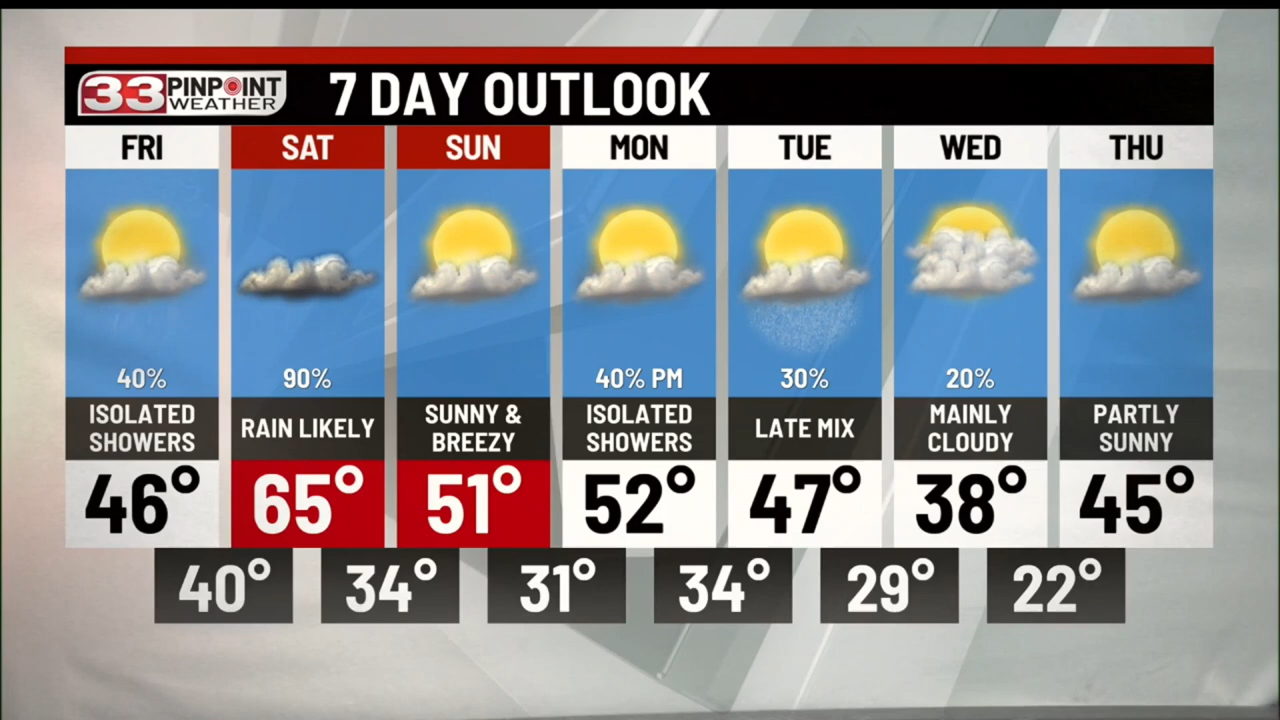 33 PINPOINT WEATHER
7 DAY OUTLOOK
FRI SAT SUN MON TUE WED THU
40% 90% 40% PM 30% 20%
ISOLATED SHOWERS
RAIN LIKELY
SUNNY & BREEZY
ISOLATED SHOWERS
LATE MIX
MAINLY CLOUDY
PARTLY SUNNY
46° 65° 51° 52° 47° 38° 45°
40° 34° 31° 34° 29° 22°